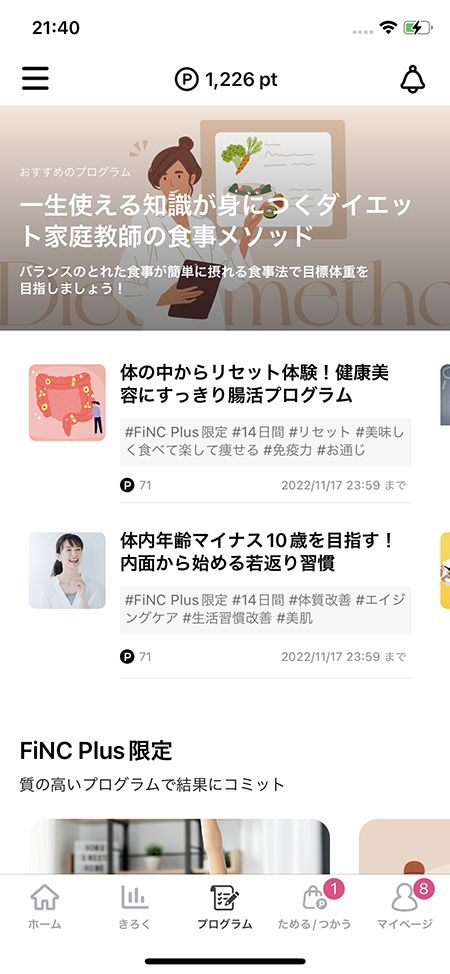 21:40
P 1,226 pt
おすすめのプログラム
一生使える知識が身につくダイエッ
ト家庭教師の食事メソッド
バランスのとれた食事が簡単に摂れる食事法で目標体重を
目指しましょう！
Diet method
体の中からリセット体験！健康美
容にすっきり腸活プログラム
#FiNC Plus限定 #14日間 #リセット #美味し
く食べて楽して痩せる #免疫力 #お通じ
P 71
2022/11/17 23:59 まで
体内年齢マイナス10歳を目指す！
内面から始める若返り習慣
#FiNC Plus限定 #14日間 #体質改善 #エイジ
ングケア #生活習慣改善 #美肌
P 71
2022/11/17 23:59 まで
FiNC Plus限定
質の高いプログラムで結果にコミット
1
8
P
ホーム
きろく
プログラム
ためる/つかう
マイページ